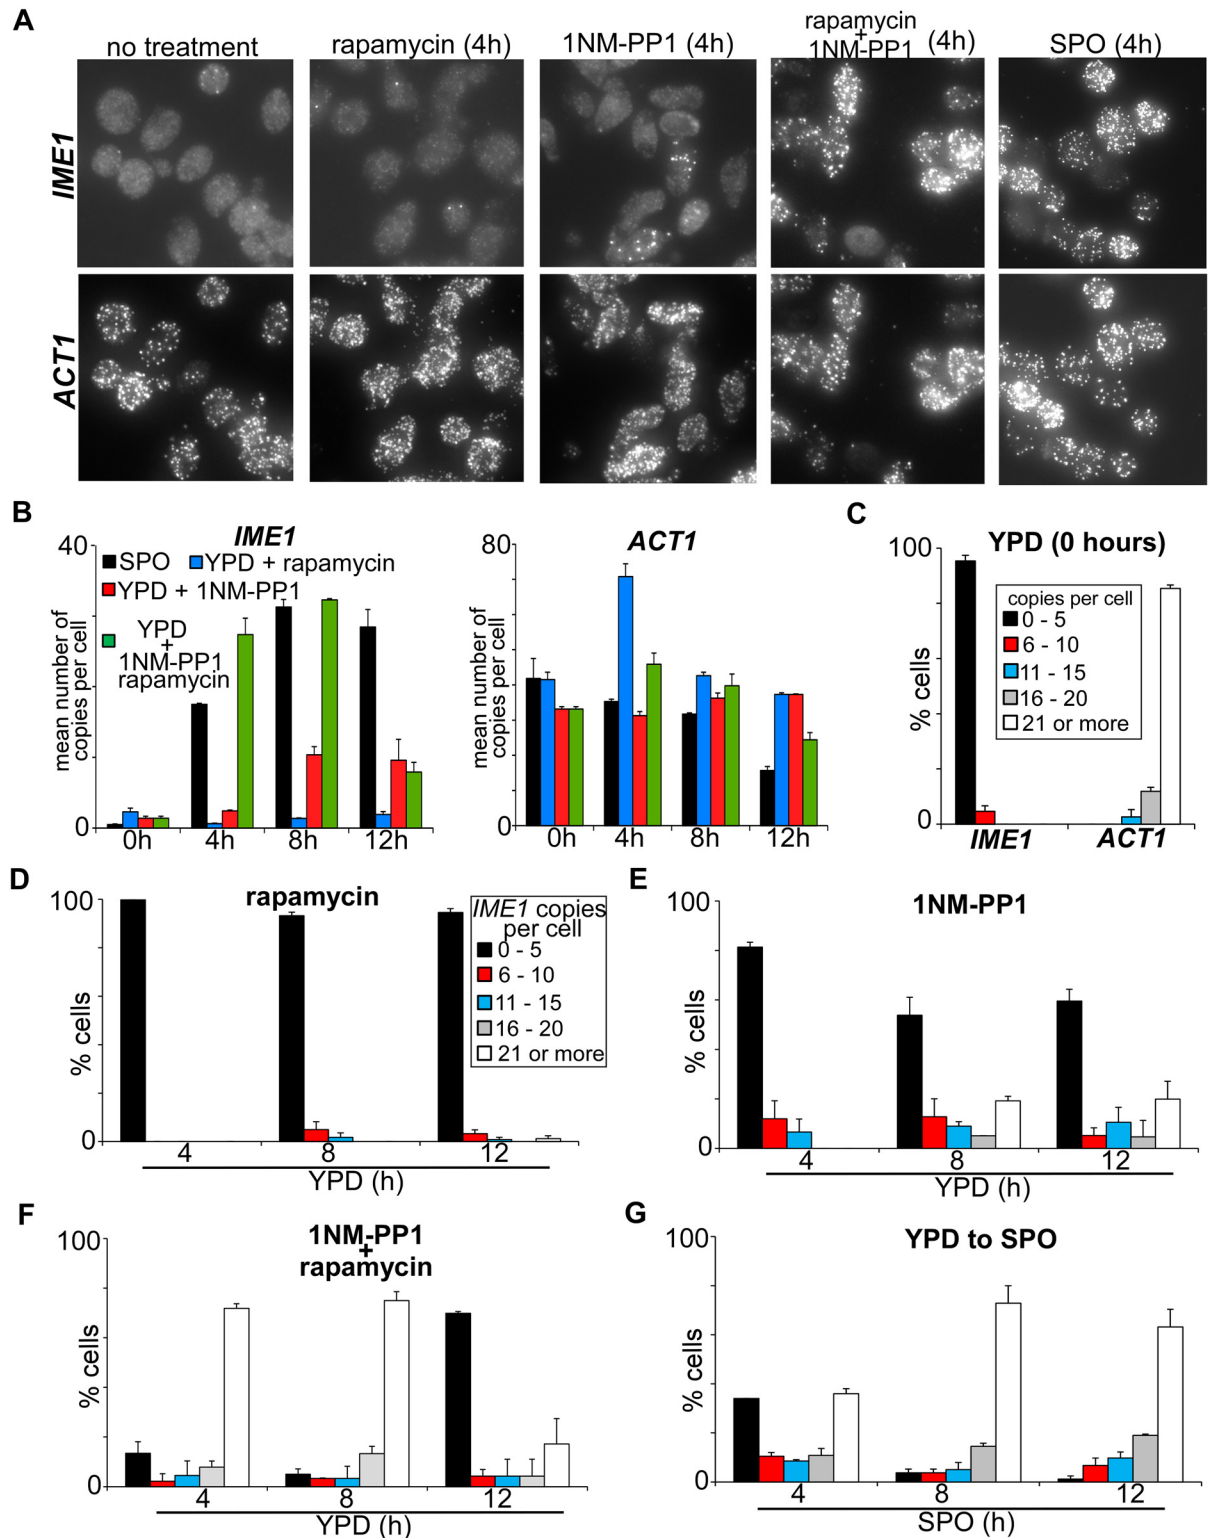 A
no treatment
rapamycin (4h)
1NM-PP1 (4h)
rapamycin
+
1NM-PP1 (4h)
SPO (4h)
IME1
ACT1
B
IME1
40
SPO
YPD + rapamycin
YPD + 1NM-PP1
YPD
+
1NM-PP1
rapamycin
mean number of
copies per cell
0
0h
4h
8h
12h
ACT1
80
mean number of
copies per cell
0
0h
4h
8h
12h
C
YPD (0 hours)
100
copies per cell
0 - 5
6 - 10
11 - 15
16 - 20
21 or more
% cells
0
IME1
ACT1
D
rapamycin
100
IME1 copies
per cell
0 - 5
6 - 10
11 - 15
16 - 20
21 or more
% cells
0
4
8
12
YPD (h)
E
1NM-PP1
100
% cells
0
4
8
12
YPD (h)
F
1NM-PP1
+
rapamycin
100
% cells
0
4
8
12
YPD (h)
G
YPD to SPO
100
% cells
0
4
8
12
SPO (h)